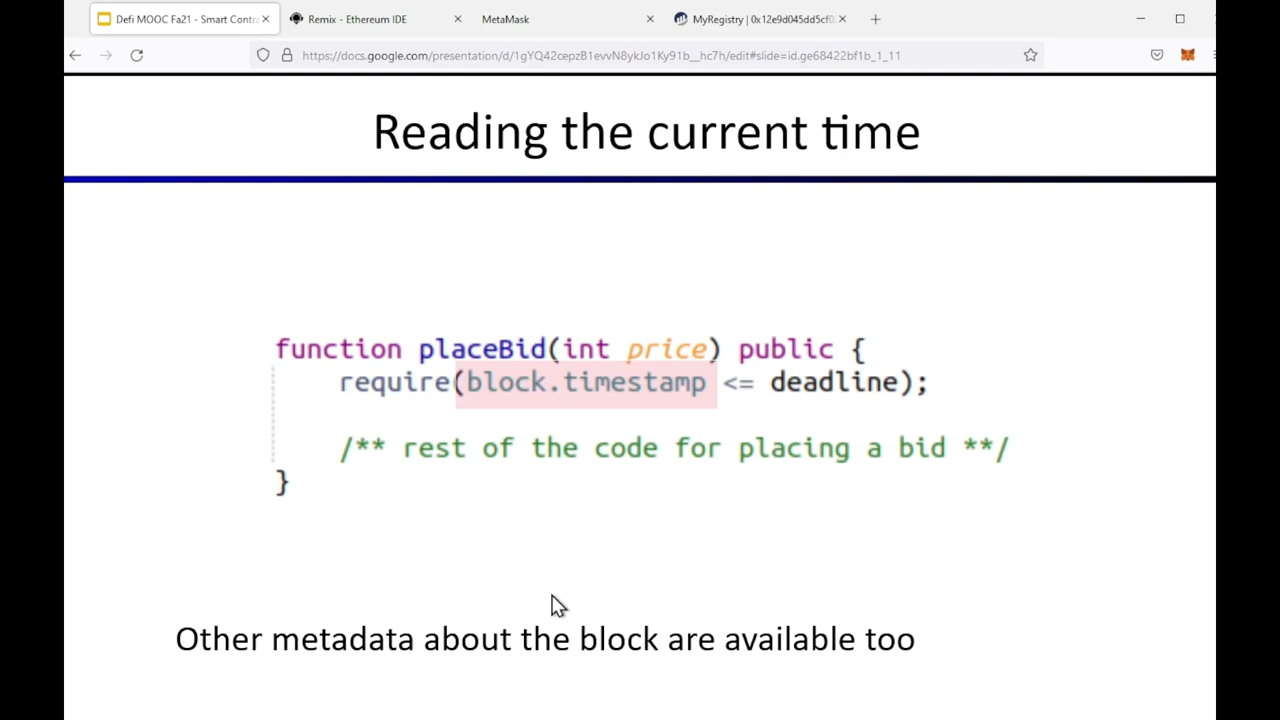 Defi MOOC Fa21 - Smart Contra
Remix - Ethereum IDE
MetaMask
MyRegistry | 0x12e9d045dd5cf0
https://docs.google.com/presentation/d/1gYQ42cepzB1evvN8ykJo1Ky91b__hc7h/edit#slide=id.ge68422bf1b_1_11
Reading the current time
function placeBid(int price) public {
require(block.timestamp <= deadline);
/** rest of the code for placing a bid **/
}
Other metadata about the block are available too